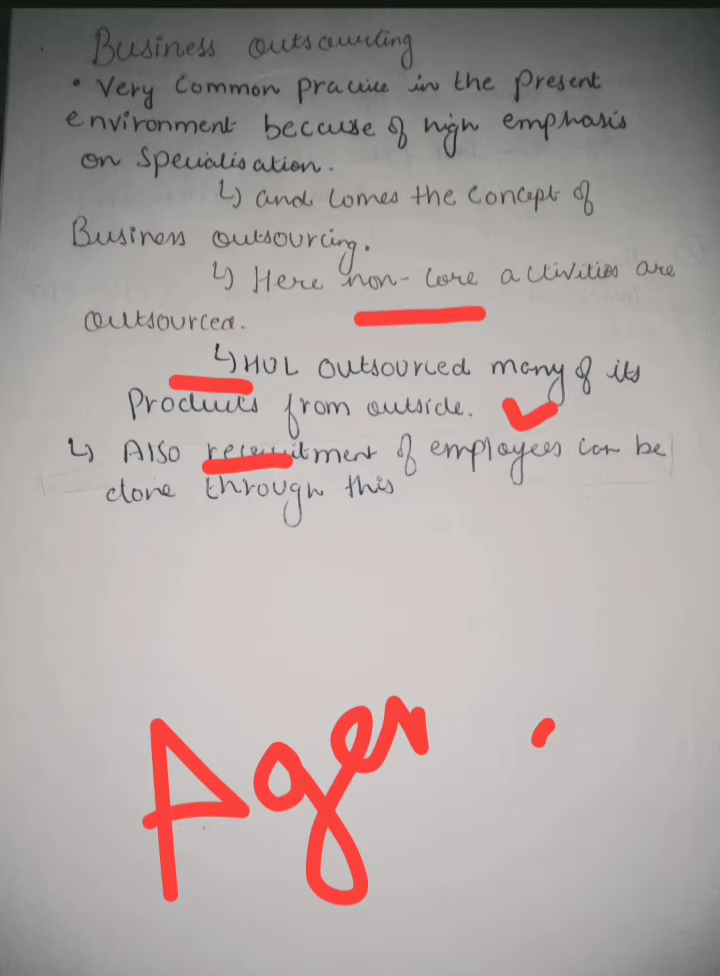 Business outsourcing
• Very Common practice in the present
environment because of high emphasis
on Specialisation.
↳ and comes the concept of
Business outsourcing.
↳ Here non-core activities are
outsourced.
↳ HUL outsourced many of its
Products from outside.
↳ Also recruitment of employees can be
done through this
Agen